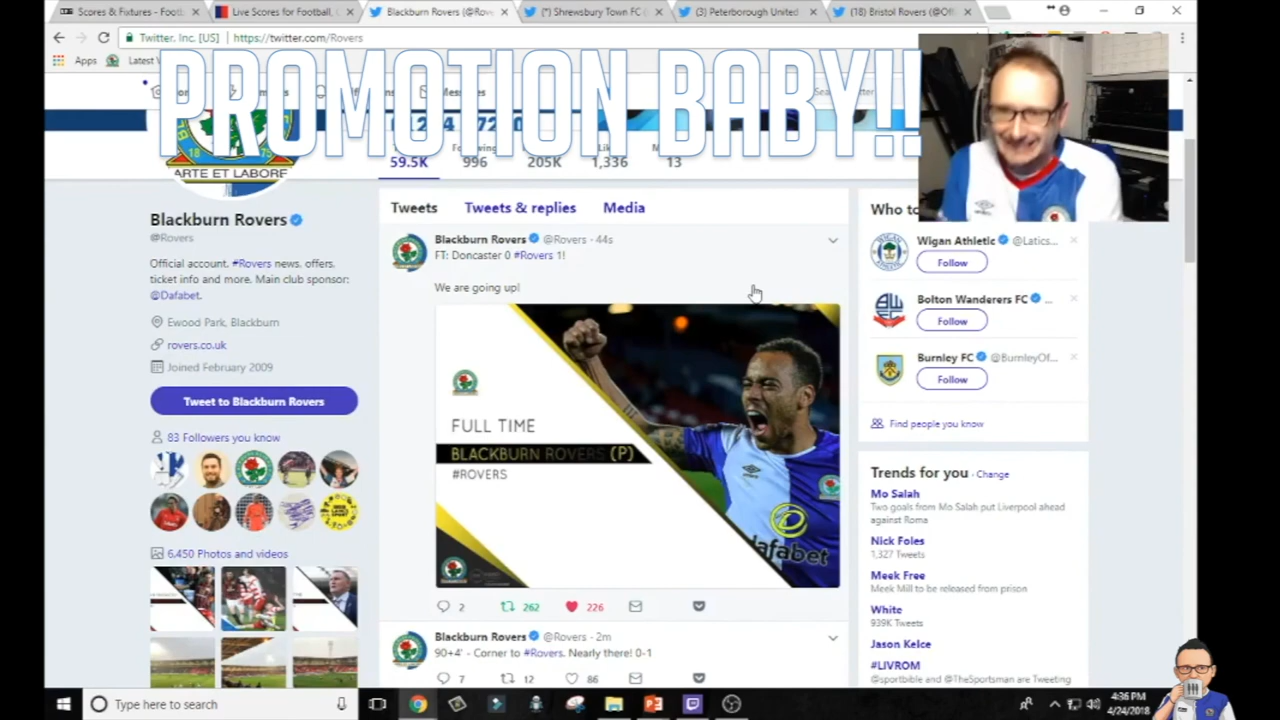 Scores & Fixtures - Footb
Live Scores for Football,
Blackburn Rovers (@Rov
(*) Shrewsbury Town FC (
(3) Peterborough United
(18) Bristol Rovers (@Off
Twitter, Inc. [US] https://twitter.com/Rovers
Apps
PROMOTION BABY!!
ARTE ET LABORE
59.5K 996 205K 1,336 13
Blackburn Rovers
@Rovers
Official account. #Rovers news, offers,
ticket info and more. Main club sponsor:
@Dafabet.
Ewood Park, Blackburn
rovers.co.uk
Joined February 2009
Tweet to Blackburn Rovers
83 Followers you know
6,450 Photos and videos
Tweets Tweets & replies Media
Blackburn Rovers @Rovers - 44s
FT: Doncaster 0 #Rovers 1!
We are going up!
FULL TIME
BLACKBURN ROVERS (P)
#ROVERS
dafabet
2 262 226
Blackburn Rovers @Rovers - 2m
90+4' - Corner to #Rovers. Nearly there! 0-1
7 12 86
Who to
Wigan Athletic @Latics...
Follow
Bolton Wanderers FC ...
Follow
Burnley FC @BurnleyOf...
Follow
Find people you know
Trends for you - Change
Mo Salah
Two goals from Mo Salah put Liverpool ahead
against Roma
Nick Foles
1,327 Tweets
Meek Free
Meek Mill to be released from prison
White
939K Tweets
Jason Kelce
#LIVROM
@sportbible and @TheSportsman are Tweeting
Type here to search
4:36 PM
4/24/2018